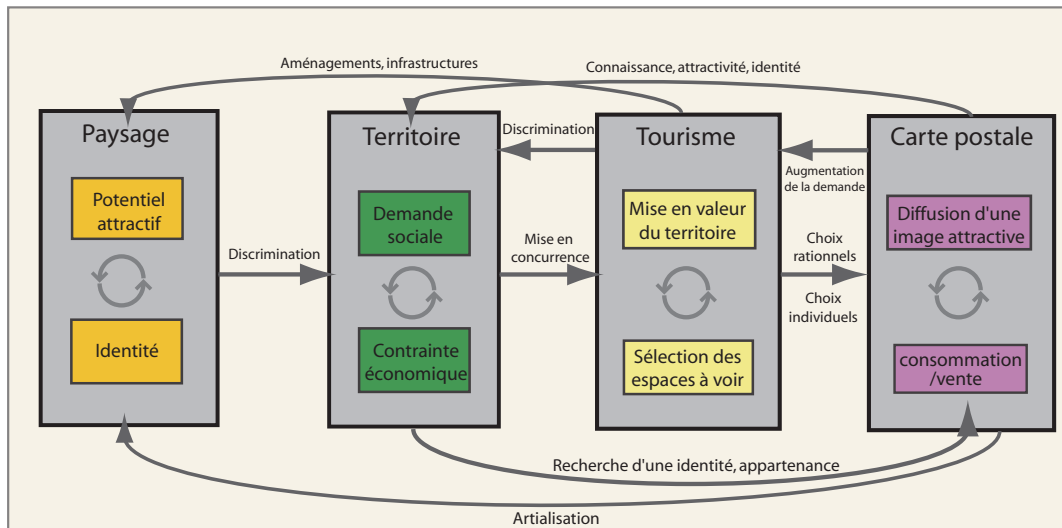 Aménagements, infrastructures
Connaissance, attractivité, identité
Paysage
Territoire
Discrimination
Tourisme
Carte postale
Augmentation
de la demande
Potentiel
attractif
Demande
sociale
Mise en valeur
du territoire
Diffusion d'une
image attractive
Discrimination
Mise en
concurrence
Choix
rationnels
Choix
individuels
Identité
Contrainte
économique
Sélection des
espaces à voir
consommation
/vente
Recherche d'une identité, appartenance
Artialisation